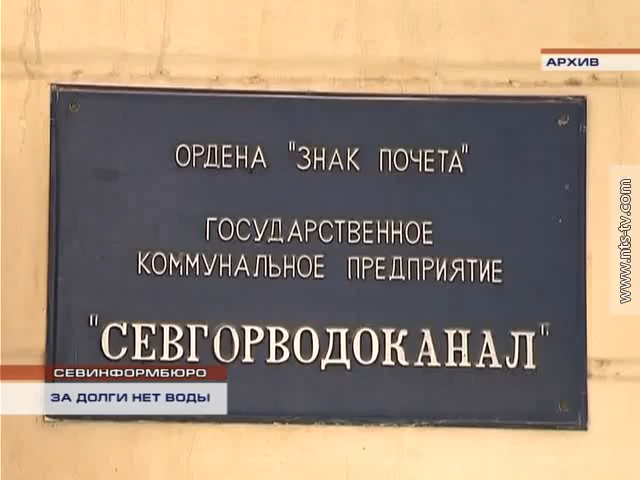 АРХИВ
ОРДЕНА "ЗНАК ПОЧЕТА"
ГОСУДАРСТВЕННОЕ
КОММУНАЛЬНОЕ ПРЕДПРИЯТИЕ
"СЕВГОРВОДОКАНАЛ"
www.nts-tv.com
СЕВИНФОРМБЮРО
ЗА ДОЛГИ НЕТ ВОДЫ